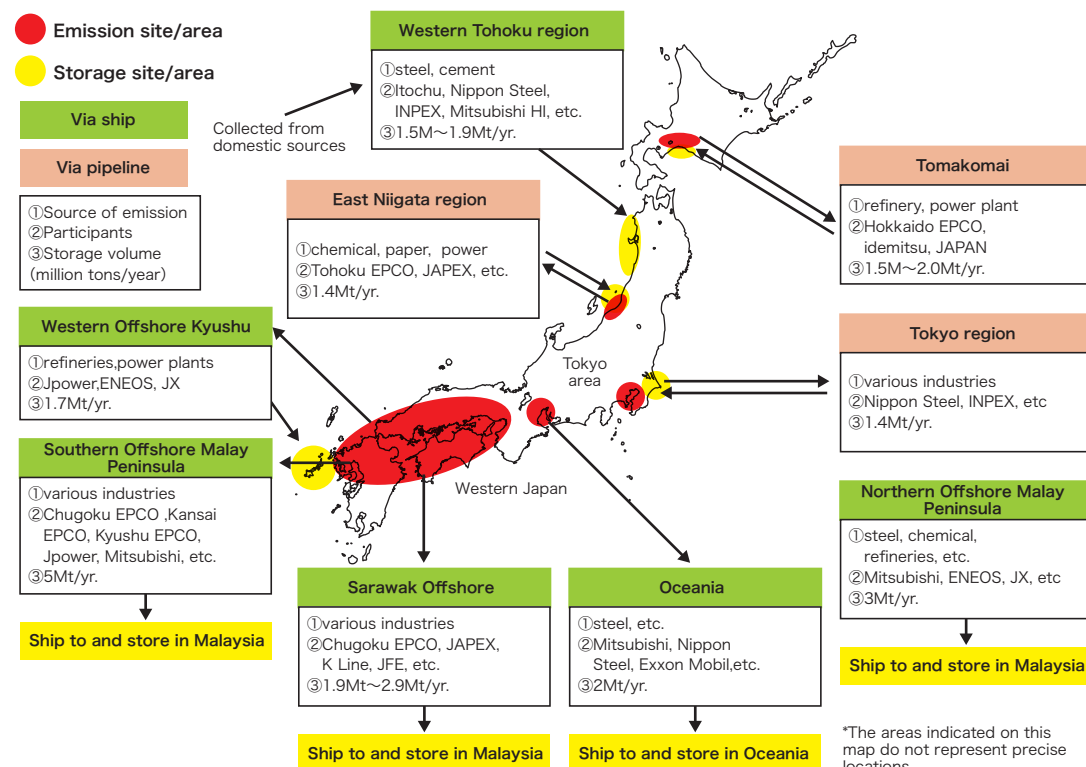 Emission site/area
Storage site/area
Via ship
Via pipeline
①Source of emission
②Participants
③Storage volume
(million tons/year)
Collected from
domestic sources
Western Tohoku region
①steel, cement
②Itochu, Nippon Steel,
INPEX, Mitsubishi HI, etc.
③1.5M～1.9Mt/yr.
East Niigata region
①chemical, paper, power
②Tohoku EPCO, JAPEX, etc.
③1.4Mt/yr.
Tomakomai
①refinery, power plant
②Hokkaido EPCO,
idemitsu, JAPAN
③1.5M～2.0Mt/yr.
Western Offshore Kyushu
①refineries,power plants
②Jpower,ENEOS, JX
③1.7Mt/yr.
Tokyo region
①various industries
②Nippon Steel, INPEX, etc
③1.4Mt/yr.
Tokyo
area
Western Japan
Southern Offshore Malay
Peninsula
①various industries
②Chugoku EPCO ,Kansai
EPCO, Kyushu EPCO,
Jpower, Mitsubishi, etc.
③5Mt/yr.
Ship to and store in Malaysia
Sarawak Offshore
①various industries
②Chugoku EPCO, JAPEX,
K Line, JFE, etc.
③1.9Mt～2.9Mt/yr.
Ship to and store in Malaysia
Oceania
①steel, etc.
②Mitsubishi, Nippon
Steel, Exxon Mobil,etc.
③2Mt/yr.
Ship to and store in Oceania
Northern Offshore Malay
Peninsula
①steel, chemical,
refineries, etc.
②Mitsubishi, ENEOS, JX, etc
③3Mt/yr.
Ship to and store in Malaysia
*The areas indicated on this
map do not represent precise
locations